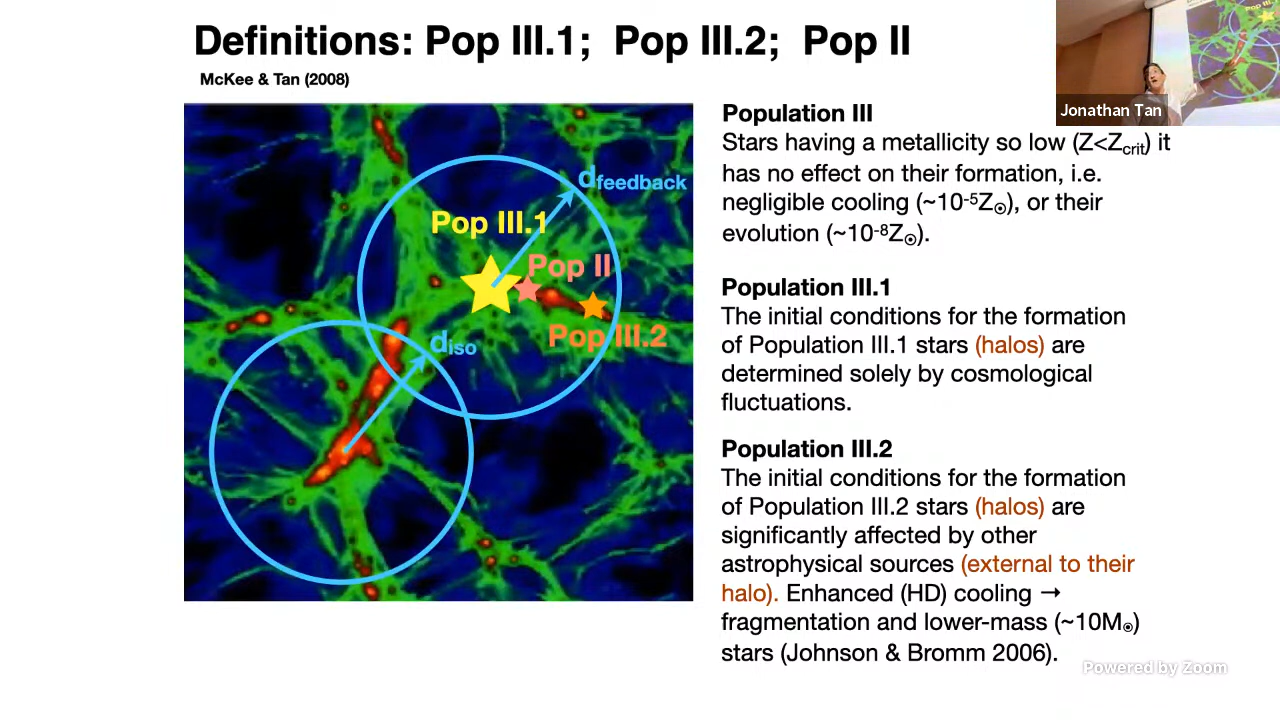 Definitions: Pop III.1; Pop III.2; Pop II
McKee & Tan (2008)
Jonathan Tan
Pop III.
d_feedback
Pop III.1
Pop II
Pop III.2
d_iso
Population III
Stars having a metallicity so low (Z<Z_crit) it
has no effect on their formation, i.e.
negligible cooling (~10⁻⁵Z☉), or their
evolution (~10⁻⁸Z☉).
Population III.1
The initial conditions for the formation
of Population III.1 stars (halos) are
determined solely by cosmological
fluctuations.
Population III.2
The initial conditions for the formation
of Population III.2 stars (halos) are
significantly affected by other
astrophysical sources (external to their
halo). Enhanced (HD) cooling →
fragmentation and lower-mass (~10M☉)
stars (Johnson & Bromm 2006).
Powered by Zoom